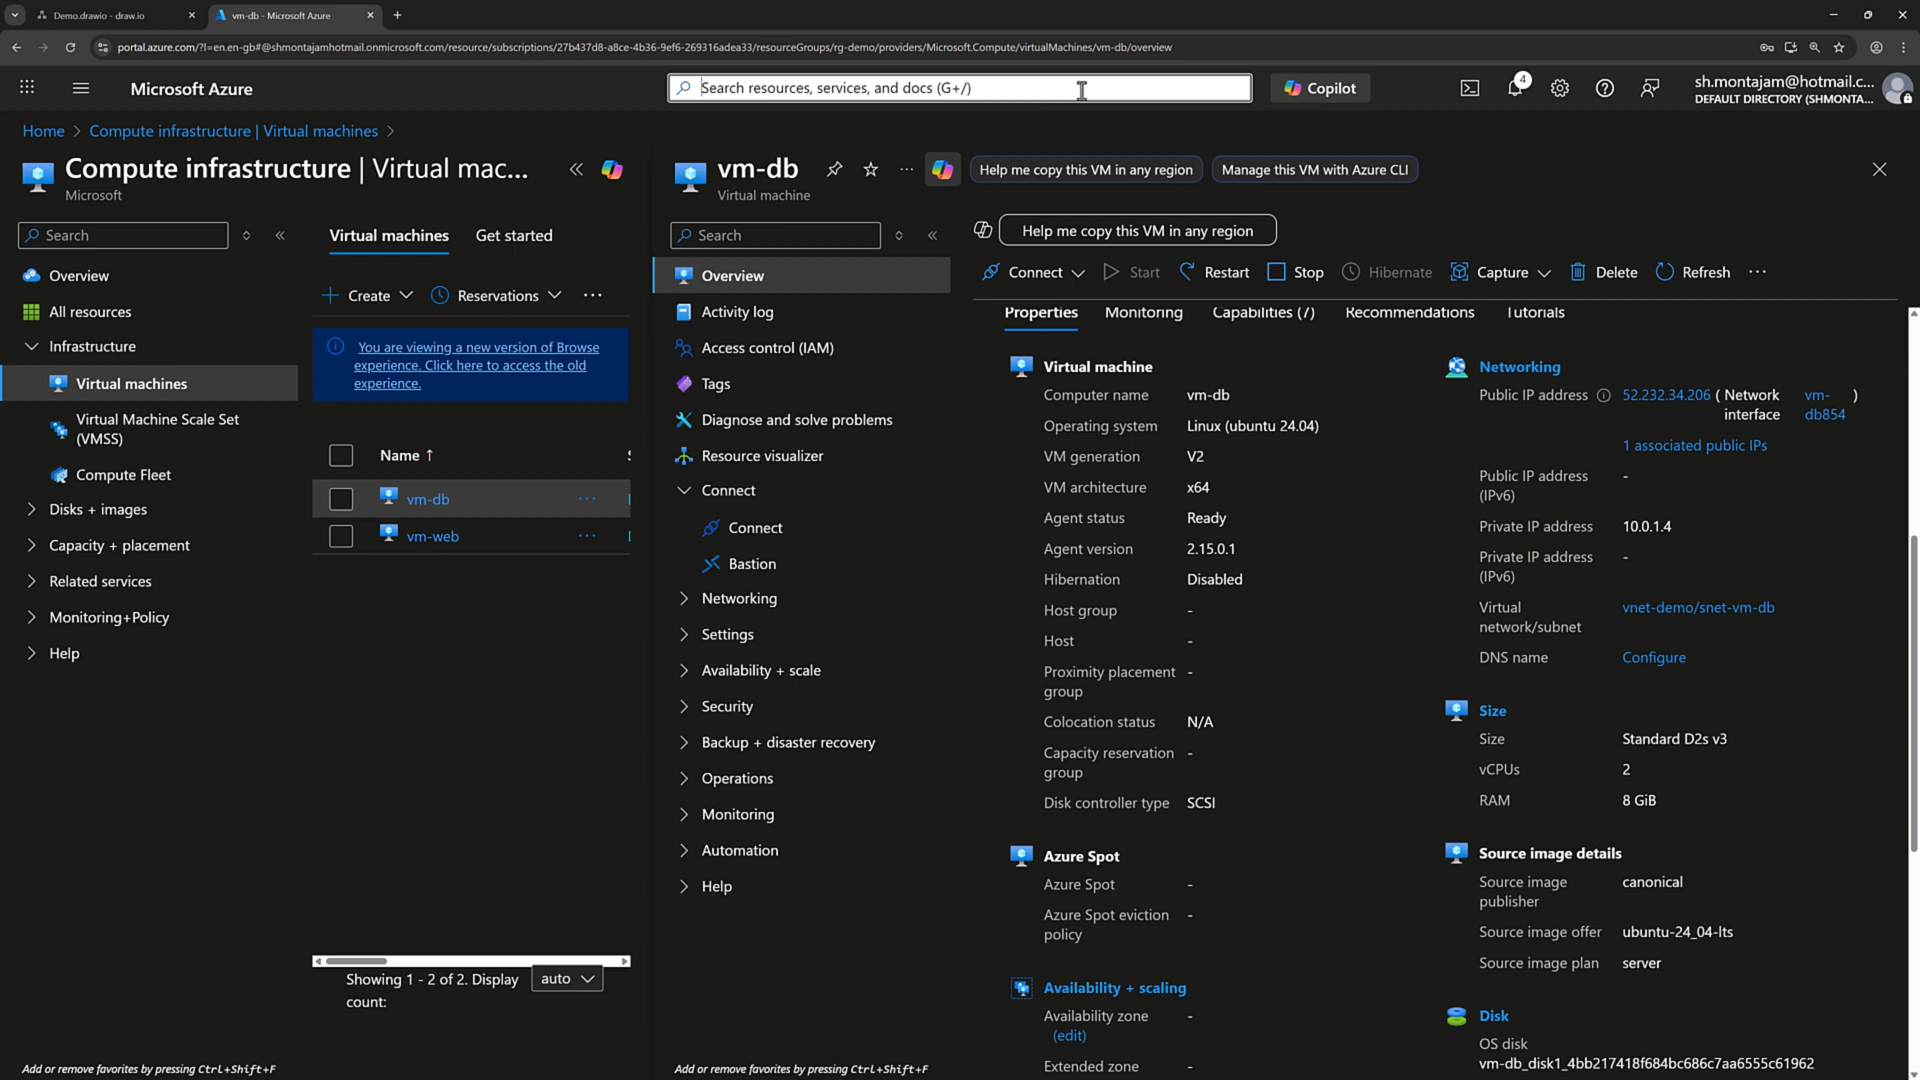 Demo.drawio - draw.io
vm-db - Microsoft Azure
portal.azure.com/?l=en.en-gb#@shmontajamhotmail.onmicrosoft.com/resource/subscriptions/27b437d8-a8ce-4b36-9ef6-269316adea33/resourceGroups/rg-demo/providers/Microsoft.Compute/virtualMachines/vm-db/overview
Microsoft Azure
Search resources, services, and docs (G+/)
Copilot
4
sh.montajam@hotmail.c...
DEFAULT DIRECTORY (SHMONTA...
Home > Compute infrastructure | Virtual machines >
Compute infrastructure | Virtual mac...
Microsoft
Search
Overview
All resources
Infrastructure
Virtual machines
Virtual Machine Scale Set
(VMSS)
Compute Fleet
Disks + images
Capacity + placement
Related services
Monitoring+Policy
Help
Add or remove favorites by pressing Ctrl+Shift+F
Virtual machines
Get started
Create
Reservations
You are viewing a new version of Browse
experience. Click here to access the old
experience.
Name ↑
vm-db
vm-web
Showing 1 - 2 of 2. Display
count:
auto
vm-db
Virtual machine
Help me copy this VM in any region
Manage this VM with Azure CLI
Search
Overview
Activity log
Access control (IAM)
Tags
Diagnose and solve problems
Resource visualizer
Connect
Connect
Bastion
Networking
Settings
Availability + scale
Security
Backup + disaster recovery
Operations
Monitoring
Automation
Help
Add or remove favorites by pressing Ctrl+Shift+F
Help me copy this VM in any region
Connect
Start
Restart
Stop
Hibernate
Capture
Delete
Refresh
Properties
Monitoring
Capabilities (7)
Recommendations
Tutorials
Virtual machine
Computer name vm-db
Operating system Linux (ubuntu 24.04)
VM generation V2
VM architecture x64
Agent status Ready
Agent version 2.15.0.1
Hibernation Disabled
Host group -
Host -
Proximity placement -
group
Colocation status N/A
Capacity reservation -
group
Disk controller type SCSI
Azure Spot
Azure Spot -
Azure Spot eviction -
policy
Availability + scaling
Availability zone -
(edit)
Extended zone -
Networking
Public IP address 52.232.34.206 ( Network vm- )
interface db854
1 associated public IPs
Public IP address -
(IPv6)
Private IP address 10.0.1.4
Private IP address -
(IPv6)
Virtual vnet-demo/snet-vm-db
network/subnet
DNS name Configure
Size
Size Standard D2s v3
vCPUs 2
RAM 8 GiB
Source image details
Source image canonical
publisher
Source image offer ubuntu-24_04-lts
Source image plan server
Disk
OS disk
vm-db_disk1_4bb217418f684bc686c7aa6555c61962